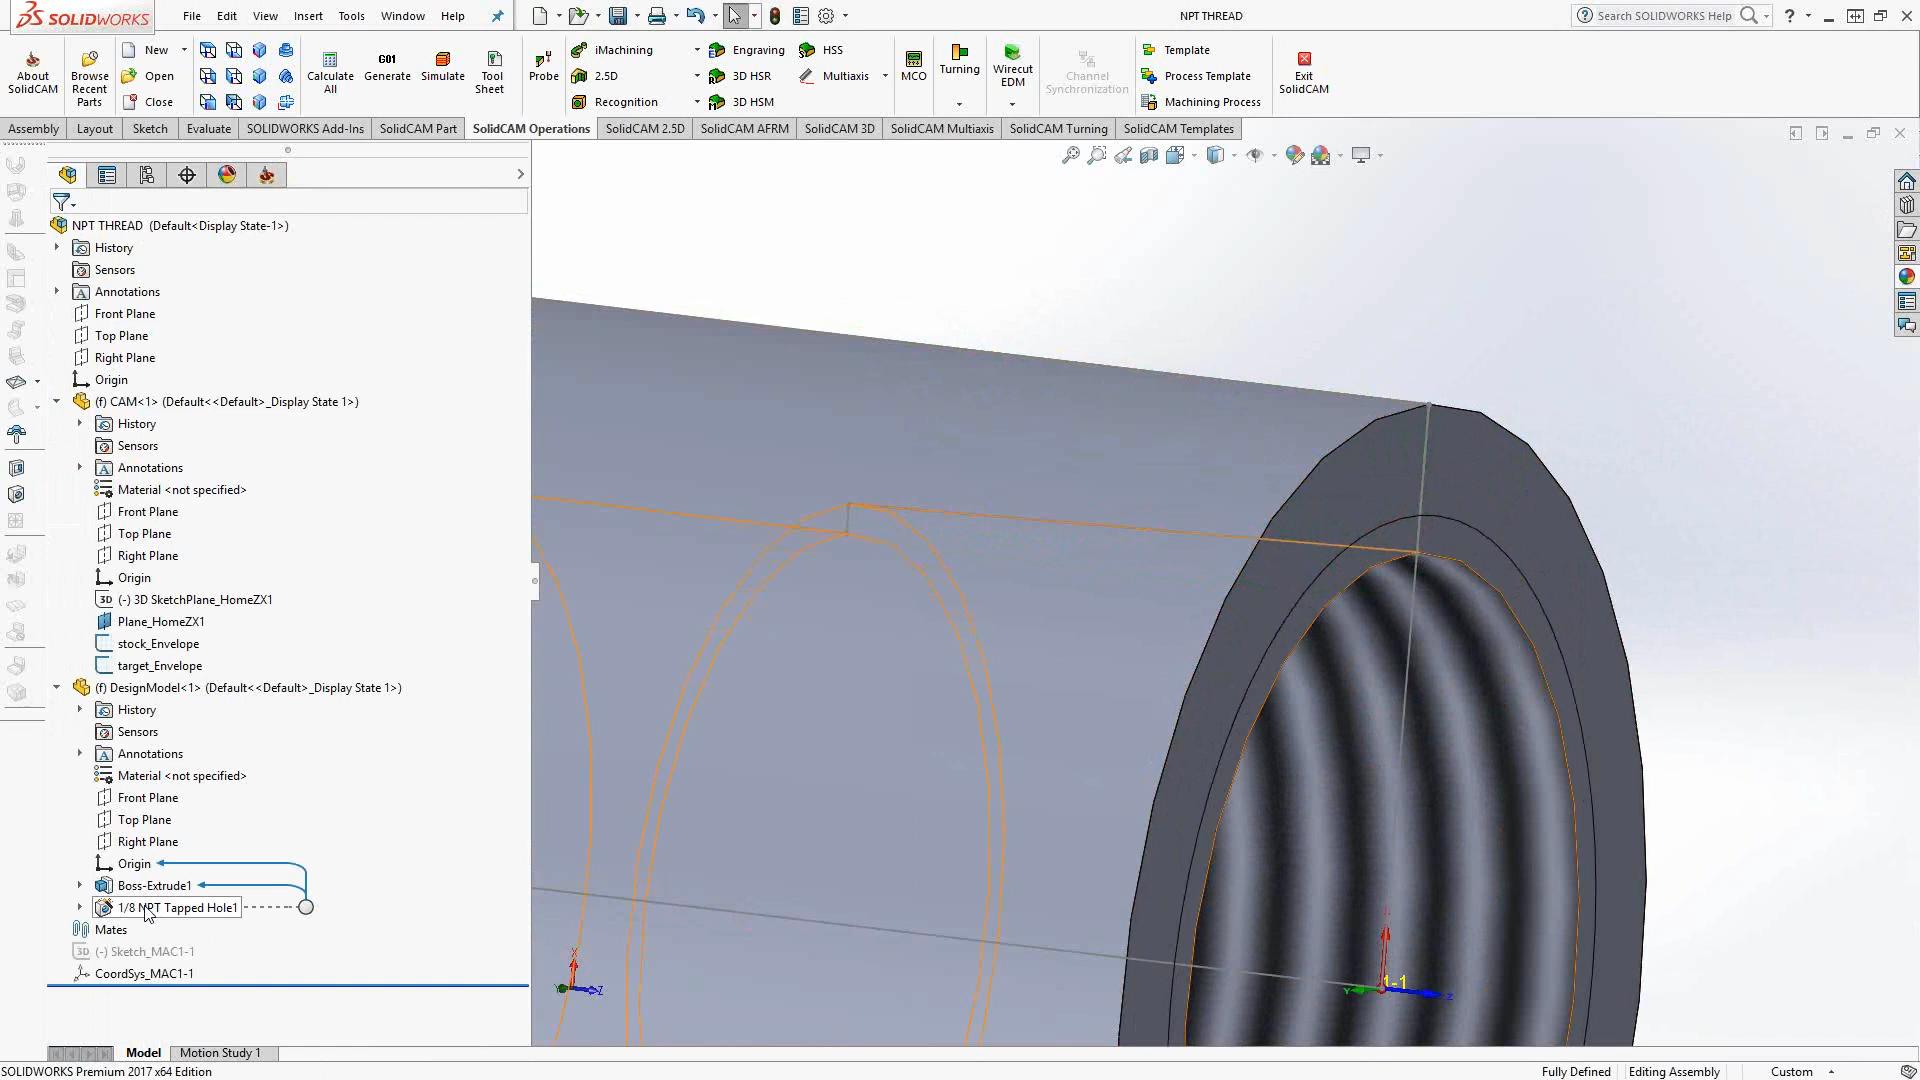 SOLIDWORKS
File Edit View Insert Tools Window Help
NPT THREAD
Search SOLIDWORKS Help
About SolidCAM
Browse Recent Parts
New
Open
Close
Calculate All
G01
Generate
Simulate
Tool Sheet
Probe
iMachining
2.5D
Recognition
Engraving
3D HSR
3D HSM
HSS
Multiaxis
MCO
Turning
Wirecut EDM
Channel Synchronization
Template
Process Template
Machining Process
Exit SolidCAM
Assembly Layout Sketch Evaluate SOLIDWORKS Add-Ins SolidCAM Part SolidCAM Operations SolidCAM 2.5D SolidCAM AFRM SolidCAM 3D SolidCAM Multiaxis SolidCAM Turning SolidCAM Templates
NPT THREAD (Default<Display State-1>)
History
Sensors
Annotations
Front Plane
Top Plane
Right Plane
Origin
(f) CAM<1> (Default<<Default>_Display State 1>)
History
Sensors
Annotations
Material <not specified>
Front Plane
Top Plane
Right Plane
Origin
3D (-) 3D SketchPlane_HomeZX1
Plane_HomeZX1
stock_Envelope
target_Envelope
(f) DesignModel<1> (Default<<Default>_Display State 1>)
History
Sensors
Annotations
Material <not specified>
Front Plane
Top Plane
Right Plane
Origin
Boss-Extrude1
1/8 NPT Tapped Hole1
Mates
3D (-) Sketch_MAC1-1
CoordSys_MAC1-1
X
Y
Z
1-1
Y
Z
Model Motion Study 1
SOLIDWORKS Premium 2017 x64 Edition
Fully Defined Editing Assembly Custom